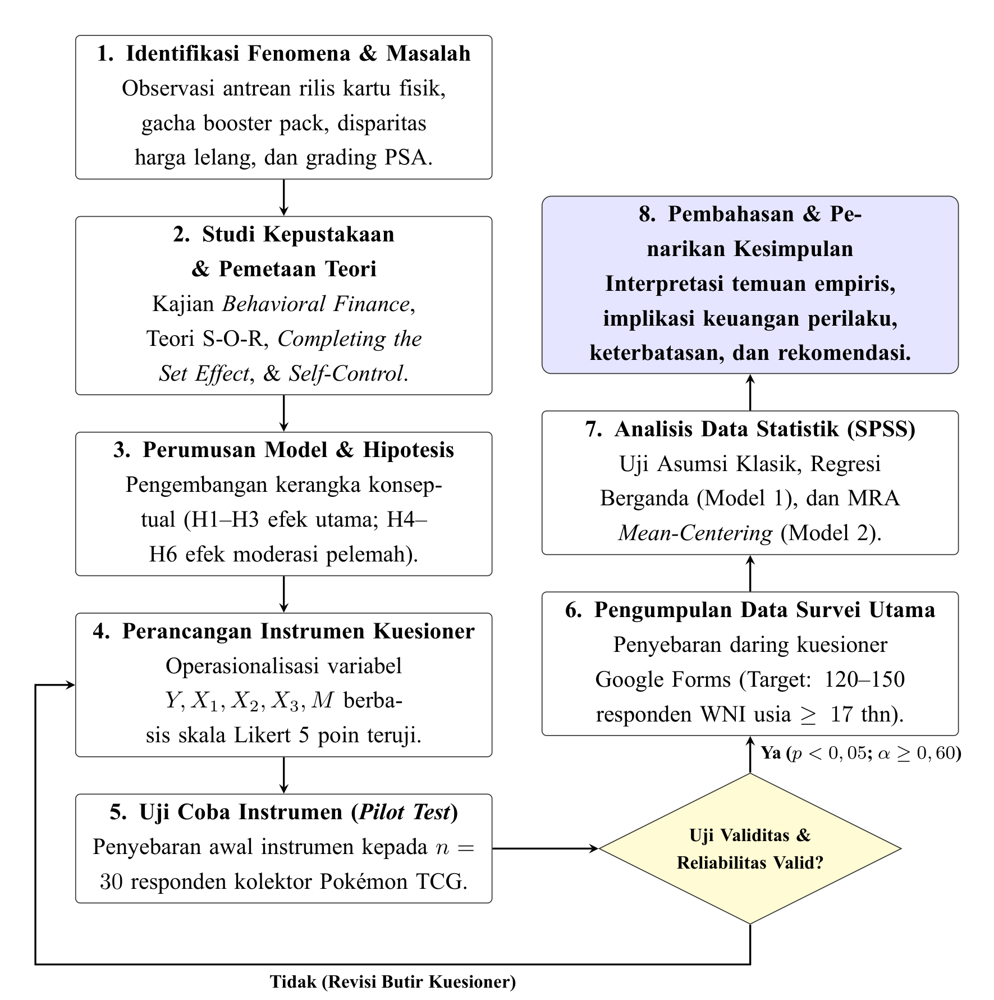 1. Identifikasi Fenomena & Masalah
Observasi antrean rilis kartu fisik,
gacha booster pack, disparitas
harga lelang, dan grading PSA.
2. Studi Kepustakaan
& Pemetaan Teori
Kajian Behavioral Finance,
Teori S-O-R, Completing the
Set Effect, & Self-Control.
3. Perumusan Model & Hipotesis
Pengembangan kerangka konsep-
tual (H1–H3 efek utama; H4–
H6 efek moderasi pelemah).
4. Perancangan Instrumen Kuesioner
Operasionalisasi variabel
Y, X₁, X₂, X₃, M berba-
sis skala Likert 5 poin teruji.
5. Uji Coba Instrumen (Pilot Test)
Penyebaran awal instrumen kepada n =
30 responden kolektor Pokémon TCG.
Uji Validitas &
Reliabilitas Valid?
Tidak (Revisi Butir Kuesioner)
Ya (p < 0, 05; α ≥ 0, 60)
6. Pengumpulan Data Survei Utama
Penyebaran daring kuesioner
Google Forms (Target: 120–150
responden WNI usia ≥ 17 thn).
7. Analisis Data Statistik (SPSS)
Uji Asumsi Klasik, Regresi
Berganda (Model 1), dan MRA
Mean-Centering (Model 2).
8. Pembahasan & Pe-
narikan Kesimpulan
Interpretasi temuan empiris,
implikasi keuangan perilaku,
keterbatasan, dan rekomendasi.